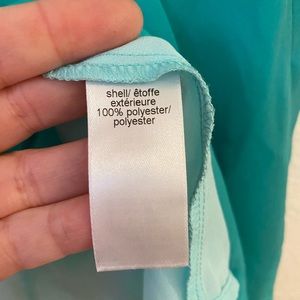 shell/ étoffe
extérieure
100% polyester/
polyester